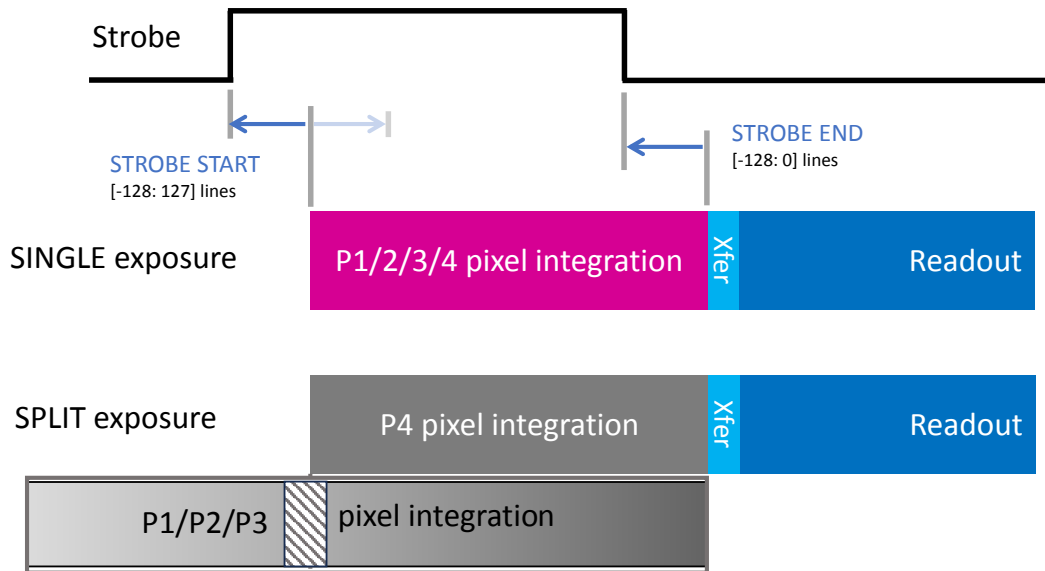 Strobe
STROBE START
[-128: 127] lines
STROBE END
[-128: 0] lines
SINGLE exposure
P1/2/3/4 pixel integration
Xfer
Readout
SPLIT exposure
P4 pixel integration
Xfer
Readout
P1/P2/P3
pixel integration